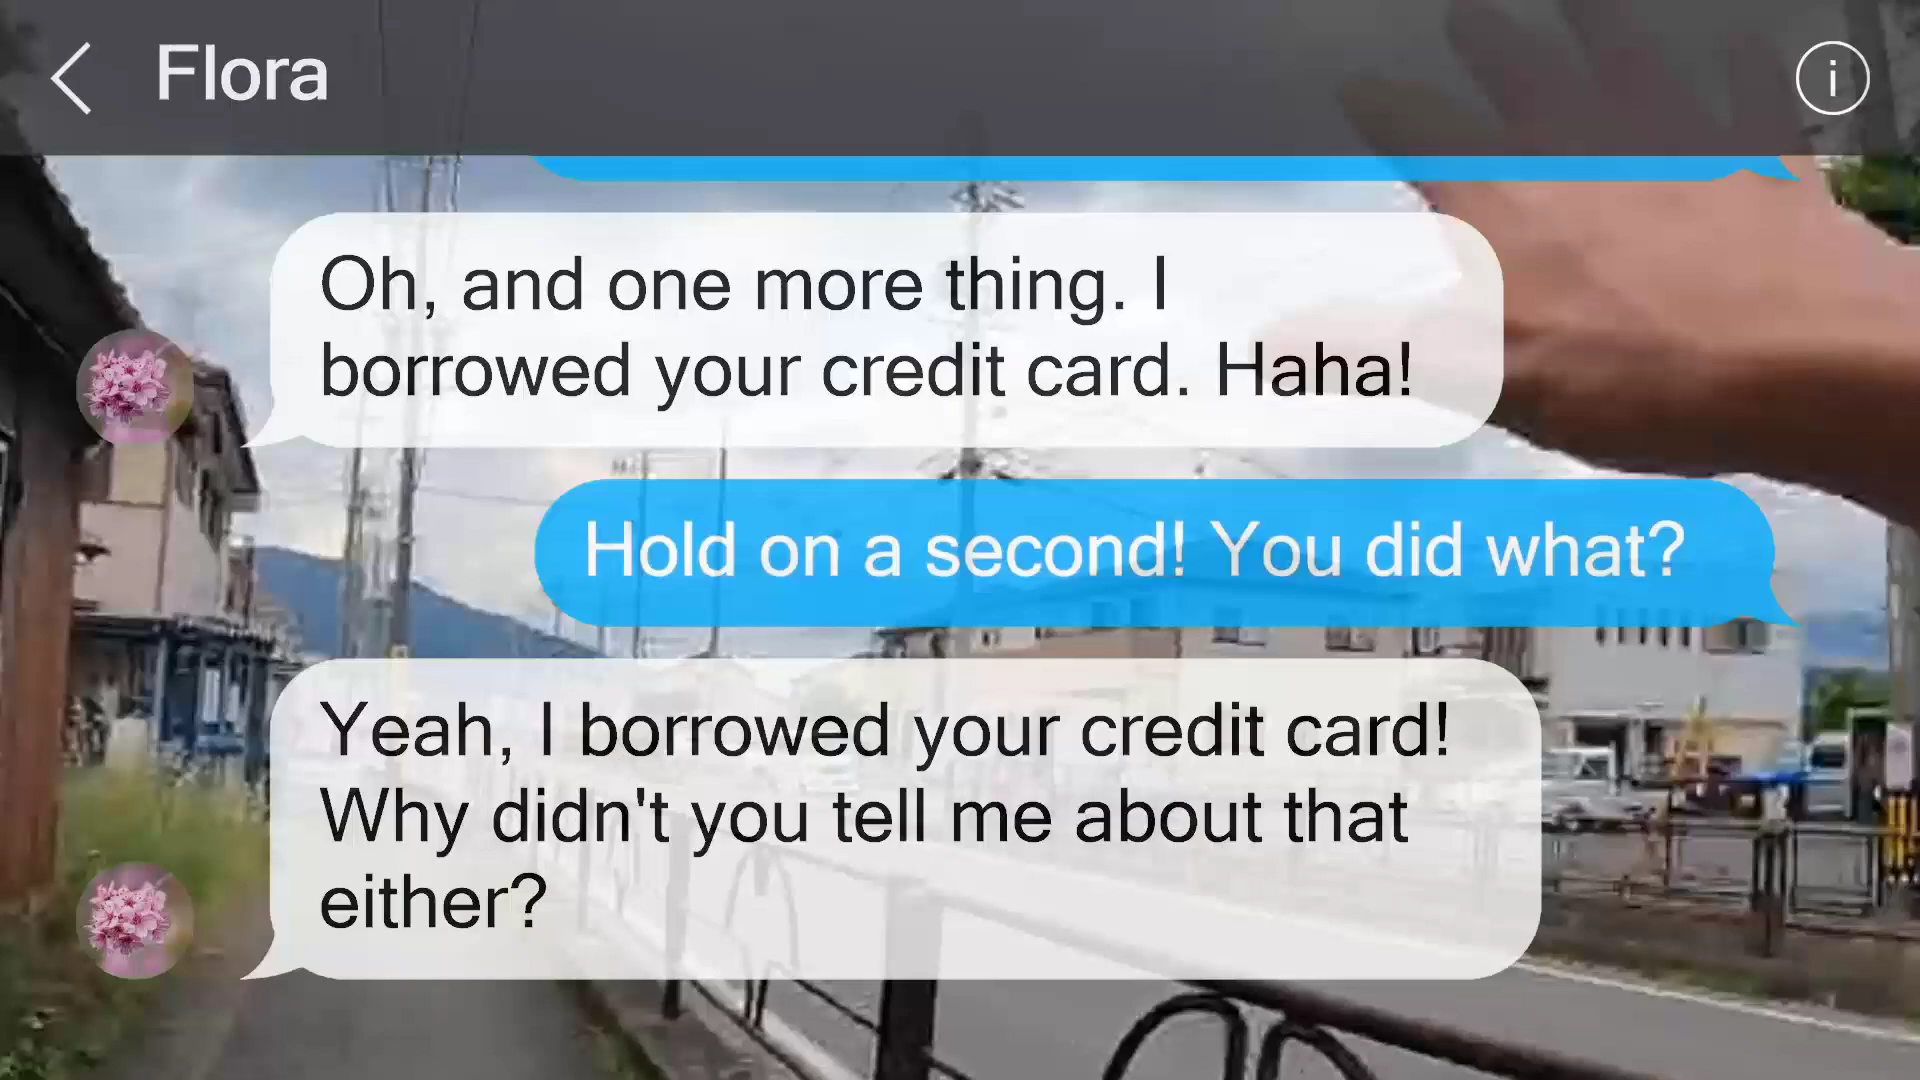 Flora
Oh, and one more thing. I
borrowed your credit card. Haha!
Hold on a second! You did what?
Yeah, I borrowed your credit card!
Why didn't you tell me about that
either?